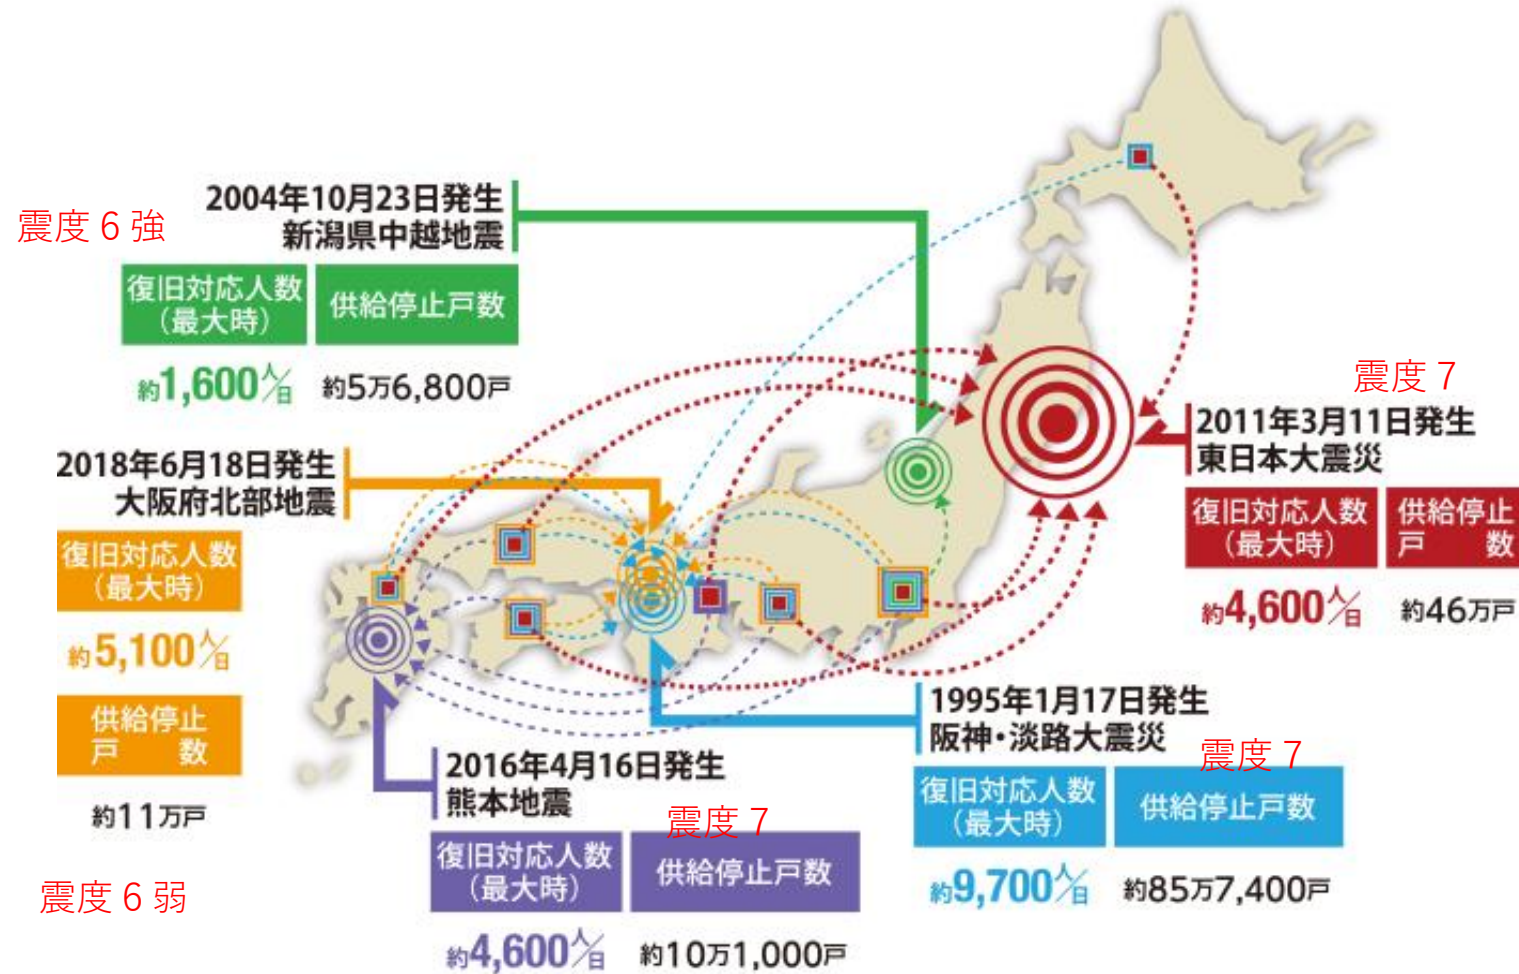 震度６強
2004年10月23日発生
新潟県中越地震
復旧対応人数
（最大時）
供給停止戸数
約1,600人/日
約5万6,800戸
2018年6月18日発生
大阪府北部地震
復旧対応人数
（最大時）
約5,100人/日
供給停止
戸　数
約11万戸
震度６弱
震度７
2011年3月11日発生
東日本大震災
復旧対応人数
（最大時）
供給停止
戸　数
約4,600人/日
約46万戸
1995年1月17日発生
阪神・淡路大震災
震度７
復旧対応人数
（最大時）
供給停止戸数
約9,700人/日
約85万7,400戸
2016年4月16日発生
熊本地震
震度７
復旧対応人数
（最大時）
供給停止戸数
約4,600人/日
約10万1,000戸